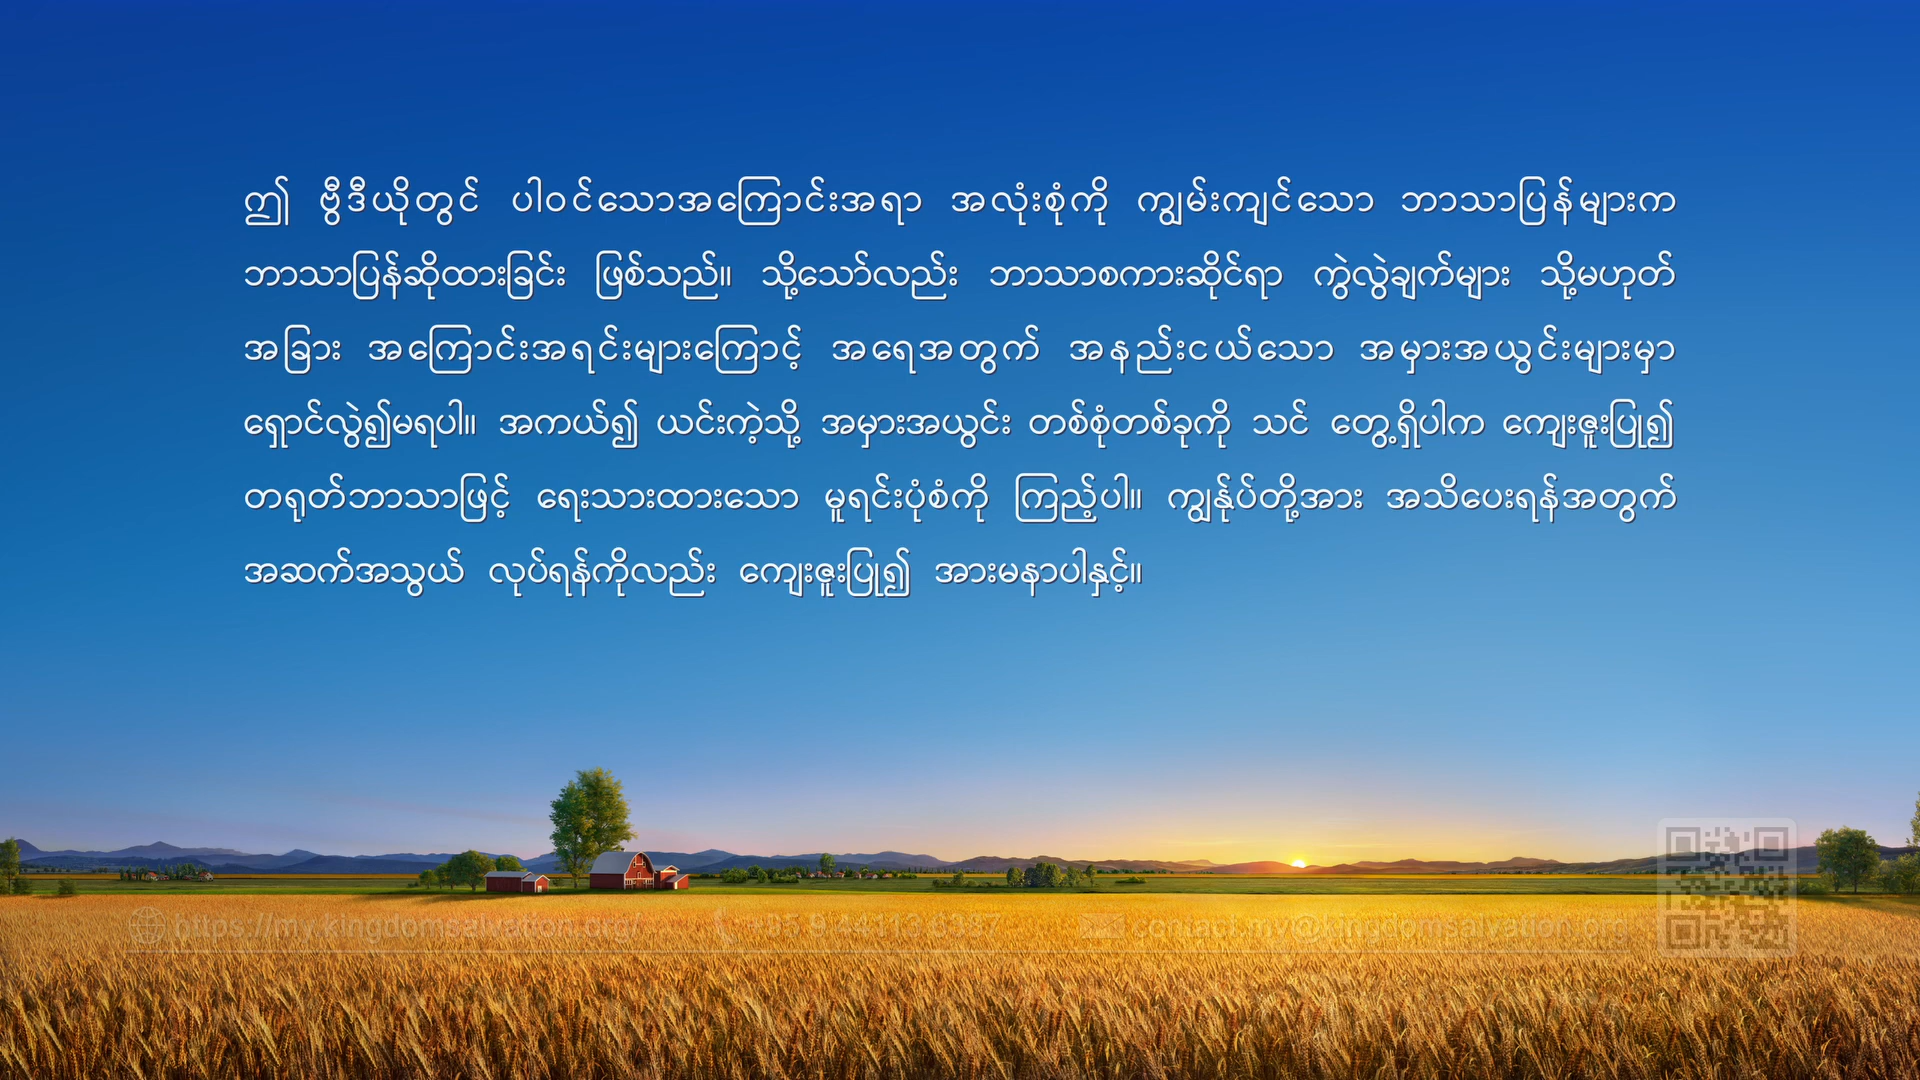 ဤ ဗွီဒီယိုတွင် ပါဝင်သောအကြောင်းအရာ အလုံးစုံကို ကျွမ်းကျင်သော ဘာသာပြန်များက
ဘာသာပြန်ဆိုထားခြင်း ဖြစ်သည်။ သို့သော်လည်း ဘာသာစကားဆိုင်ရာ ကွဲလွဲချက်များ သို့မဟုတ်
အခြား အကြောင်းအရင်းများကြောင့် အရေအတွက် အနည်းငယ်သော အမှားအယွင်းများမှာ
ရှောင်လွှဲ၍မရပါ။ အကယ်၍ ယင်းကဲ့သို့ အမှားအယွင်း တစ်စုံတစ်ခုကို သင် တွေ့ရှိပါက ကျေးဇူးပြု၍
တရုတ်ဘာသာဖြင့် ရေးသားထားသော မူရင်းပုံစံကို ကြည့်ပါ။ ကျွန်ုပ်တို့အား အသိပေးရန်အတွက်
အဆက်အသွယ် လုပ်ရန်ကိုလည်း ကျေးဇူးပြု၍ အားမနာပါနှင့်။
https://my.kingdomsalvation.org/
contact.my@kingdomsalvation.org